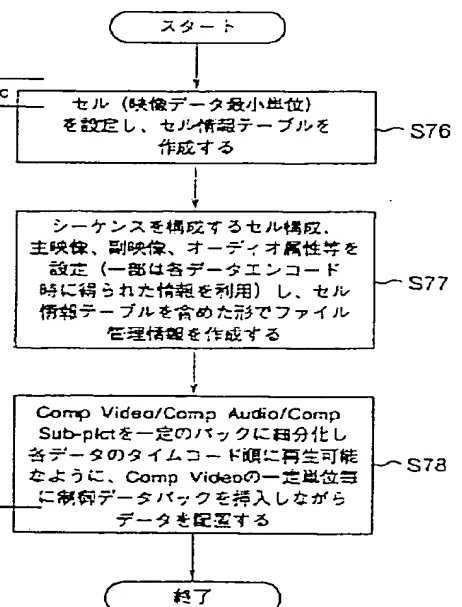 スタート
c
セル（映像データ最小単位）
を設定し、セル情報テーブルを
作成する
S76
シーケンスを構成するセル構成、
主映像、副映像、オーディオ属性等を
設定（一部は各データエンコード
時に得られた情報を利用）し、セル
情報テーブルを含めた形でファイル
管理情報を作成する
S77
Comp Video/Comp Audio/Comp
Sub-pictを一定のパックに細分化し
各データのタイムコード順に再生可能
なように、Comp Videoの一定単位毎
に制御データパックを挿入しながら
データを配置する
S78
終了